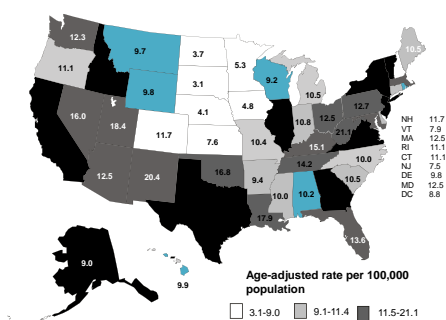 12.3
9.7
3.7
5.3
10.5
11.1
9.8
3.1
9.2
10.5
16.0
18.4
4.1
4.8
10.8
12.5
12.7
11.7
7.6
10.4
15.1
21.1
12.5
20.4
16.8
9.4
14.2
10.0
10.0
10.2
10.5
17.9
13.6
9.0
9.9
NH 11.7
VT 7.9
MA 12.5
RI 11.1
CT 11.1
NJ 7.5
DE 9.8
MD 12.5
DC 8.8
Age-adjusted rate per 100,000
population
3.1-9.0 9.1-11.4 11.5-21.1